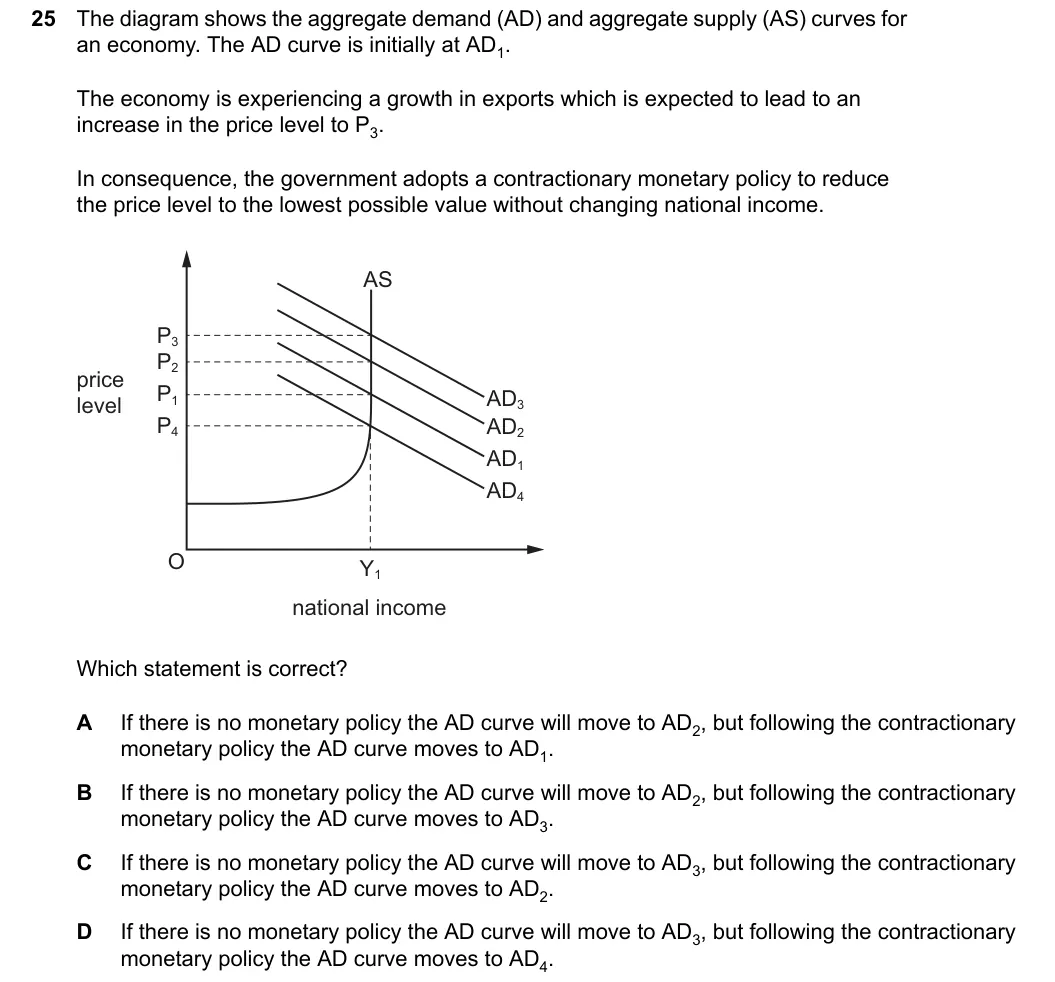 25 The diagram shows the aggregate demand (AD) and aggregate supply (AS) curves for
an economy. The AD curve is initially at AD₁.
The economy is experiencing a growth in exports which is expected to lead to an
increase in the price level to P₃.
In consequence, the government adopts a contractionary monetary policy to reduce
the price level to the lowest possible value without changing national income.
AS
P₃
P₂
price
level
P₁
P₄
AD₃
AD₂
AD₁
AD₄
O
Y₁
national income
Which statement is correct?
A If there is no monetary policy the AD curve will move to AD₂, but following the contractionary
monetary policy the AD curve moves to AD₁.
B If there is no monetary policy the AD curve will move to AD₂, but following the contractionary
monetary policy the AD curve moves to AD₃.
C If there is no monetary policy the AD curve will move to AD₃, but following the contractionary
monetary policy the AD curve moves to AD₂.
D If there is no monetary policy the AD curve will move to AD₃, but following the contractionary
monetary policy the AD curve moves to AD₄.